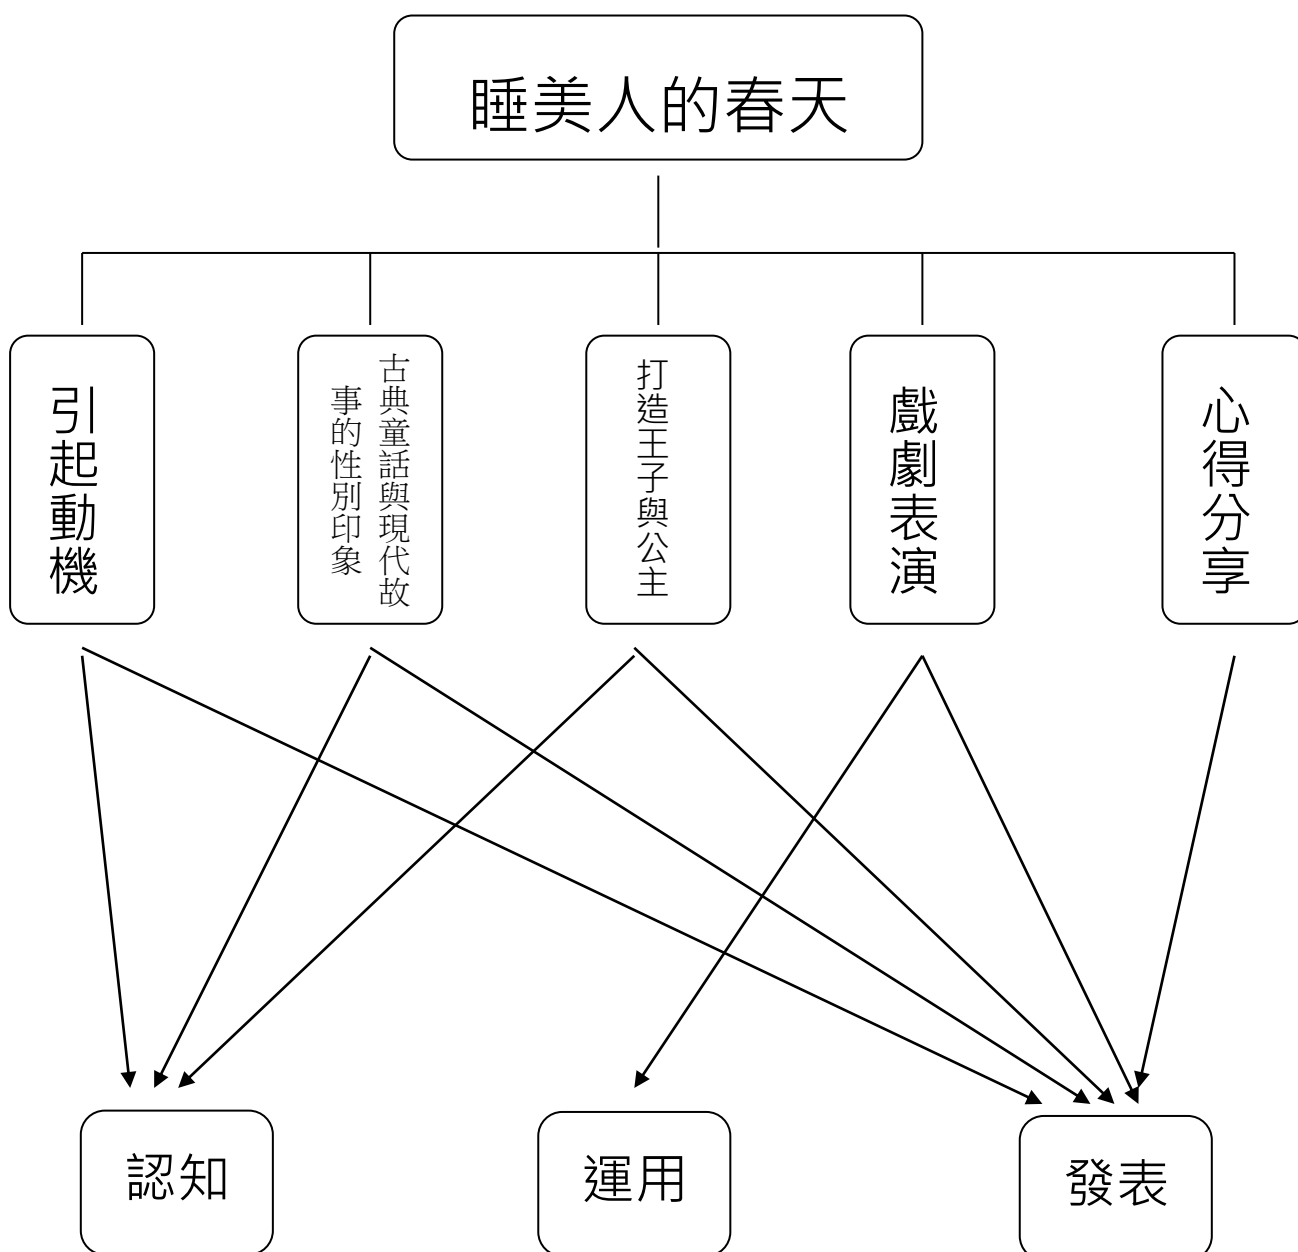 睡美人的春天
引起動機
古典童話與現代故
事的性別印象
打造王子與公主
戲劇表演
心得分享
認知
運用
發表